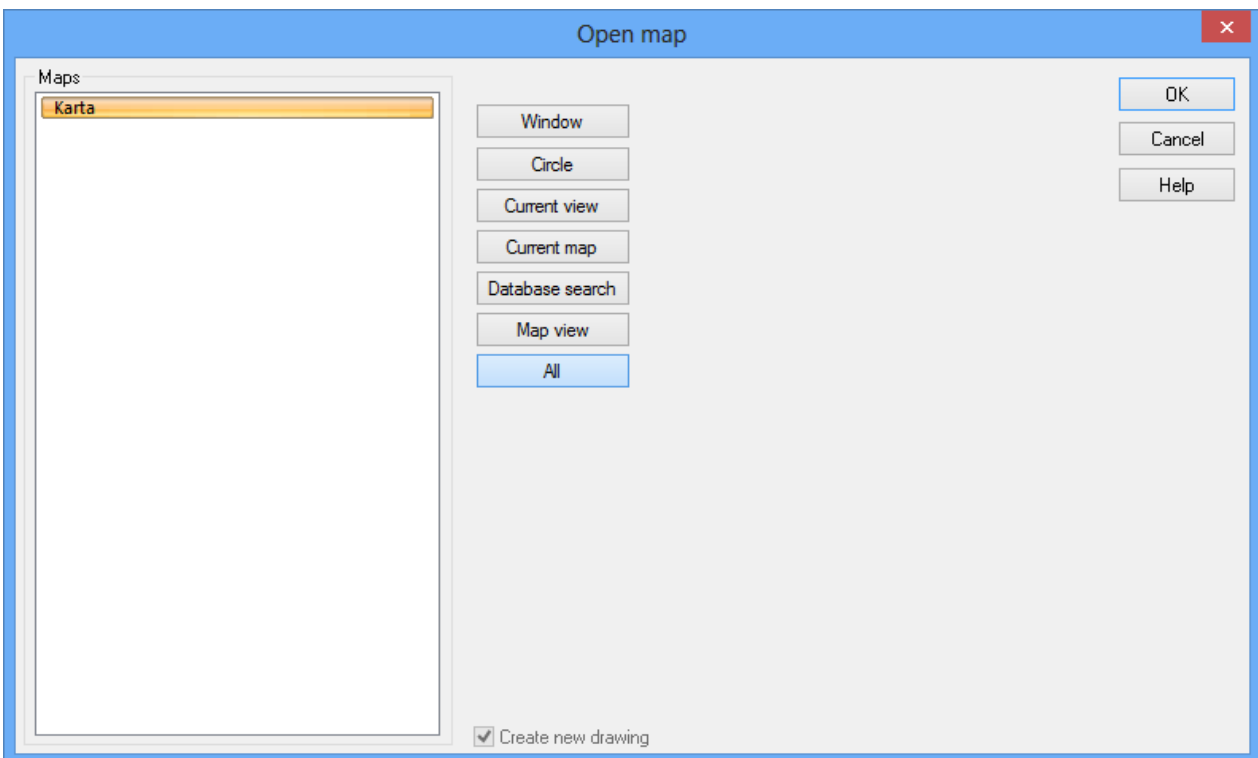 Open map
Maps
Karta
Window
Circle
Current view
Current map
Database search
Map view
All
Create new drawing
OK
Cancel
Help